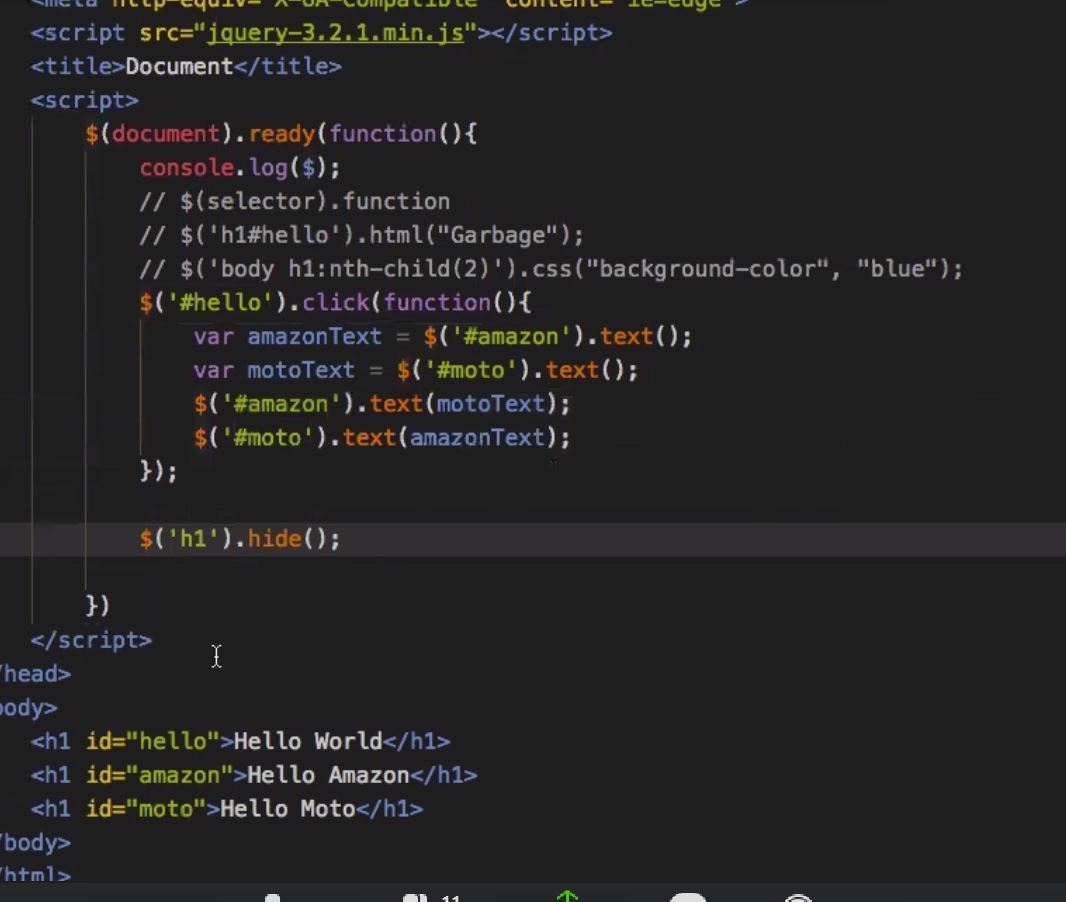 <meta http-equiv="X-UA-Compatible" content="ie=edge">
<script src="jquery-3.2.1.min.js"></script>
<title>Document</title>
<script>
$(document).ready(function(){
console.log($);
// $(selector).function
// $('h1#hello').html("Garbage");
// $('body h1:nth-child(2)').css("background-color", "blue");
$('#hello').click(function(){
var amazonText = $('#amazon').text();
var motoText = $('#moto').text();
$('#amazon').text(motoText);
$('#moto').text(amazonText);
});
$('h1').hide();
})
</script>
/head>
body>
<h1 id="hello">Hello World</h1>
<h1 id="amazon">Hello Amazon</h1>
<h1 id="moto">Hello Moto</h1>
/body>
/html>
11